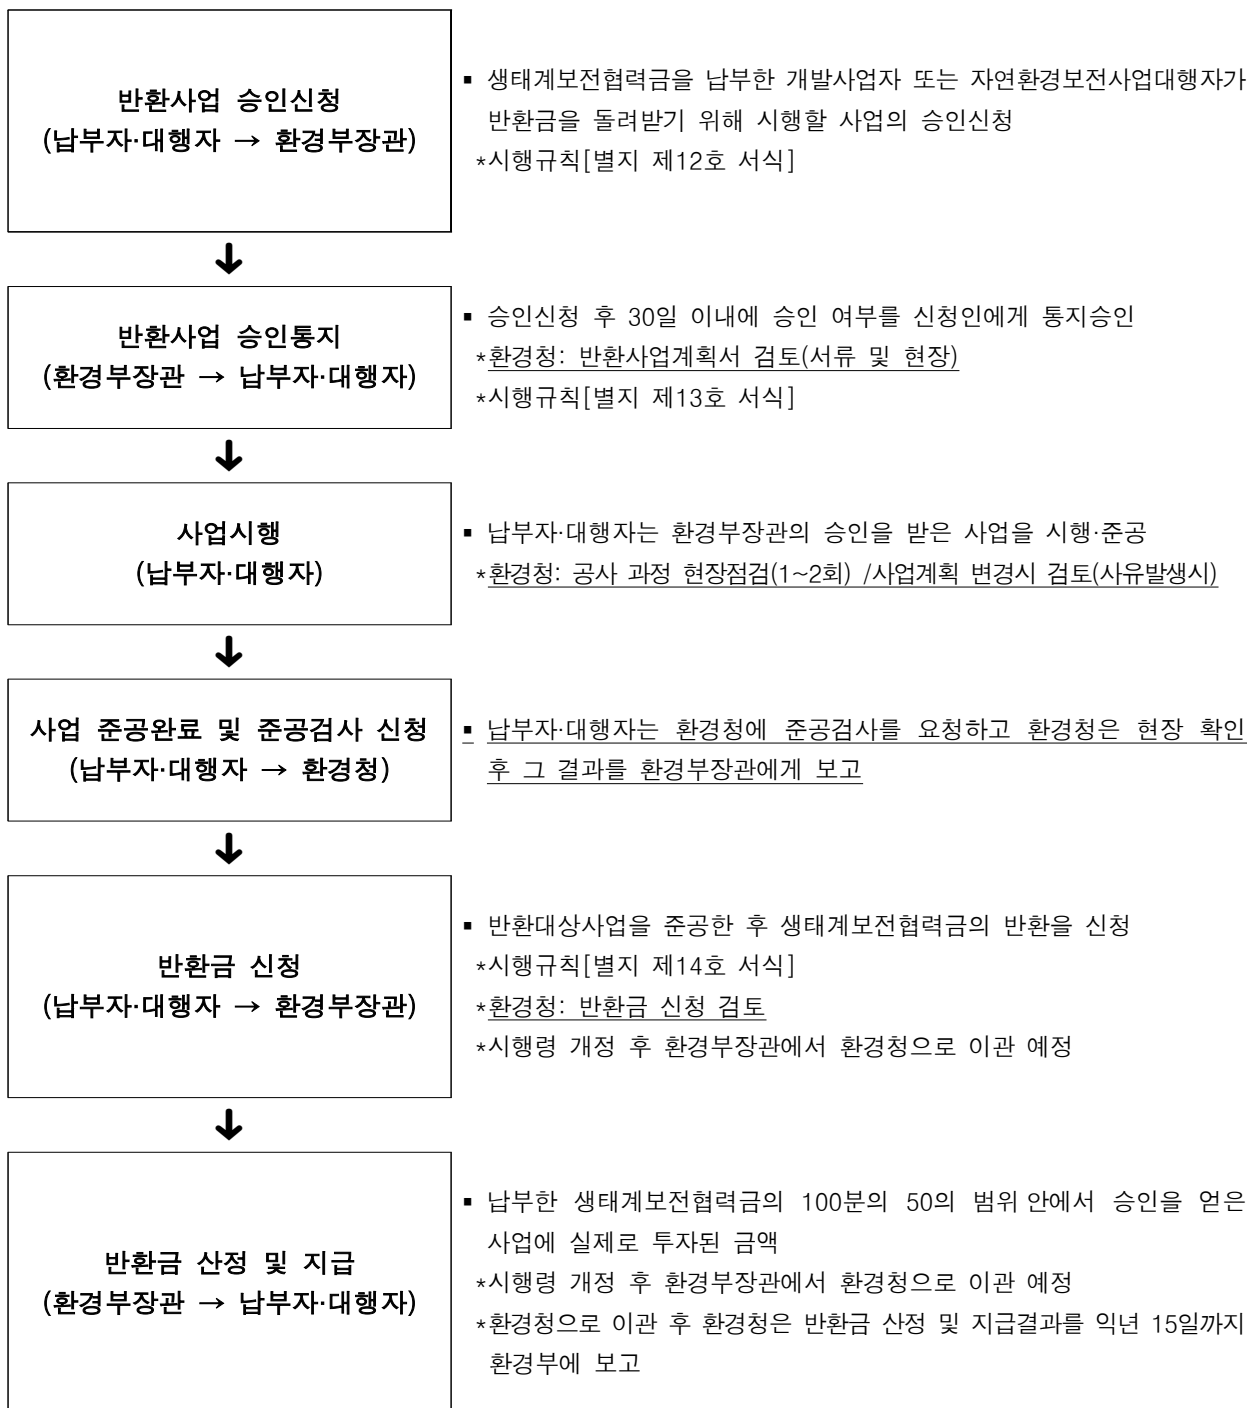 반환사업 승인신청
(납부자·대행자 → 환경부장관)
▪ 생태계보전협력금을 납부한 개발사업자 또는 자연환경보전사업대행자가
반환금을 돌려받기 위해 시행할 사업의 승인신청
*시행규칙[별지 제12호 서식]
반환사업 승인통지
(환경부장관 → 납부자·대행자)
▪ 승인신청 후 30일 이내에 승인 여부를 신청인에게 통지승인
*환경청: 반환사업계획서 검토(서류 및 현장)
*시행규칙[별지 제13호 서식]
사업시행
(납부자·대행자)
▪ 납부자·대행자는 환경부장관의 승인을 받은 사업을 시행·준공
*환경청: 공사 과정 현장점검(1~2회) /사업계획 변경시 검토(사유발생시)
사업 준공완료 및 준공검사 신청
(납부자·대행자 → 환경청)
▪ 납부자·대행자는 환경청에 준공검사를 요청하고 환경청은 현장 확인
후 그 결과를 환경부장관에게 보고
반환금 신청
(납부자·대행자 → 환경부장관)
▪ 반환대상사업을 준공한 후 생태계보전협력금의 반환을 신청
*시행규칙[별지 제14호 서식]
*환경청: 반환금 신청 검토
*시행령 개정 후 환경부장관에서 환경청으로 이관 예정
반환금 산정 및 지급
(환경부장관 → 납부자·대행자)
▪ 납부한 생태계보전협력금의 100분의 50의 범위 안에서 승인을 얻은
사업에 실제로 투자된 금액
*시행령 개정 후 환경부장관에서 환경청으로 이관 예정
*환경청으로 이관 후 환경청은 반환금 산정 및 지급결과를 익년 15일까지
환경부에 보고